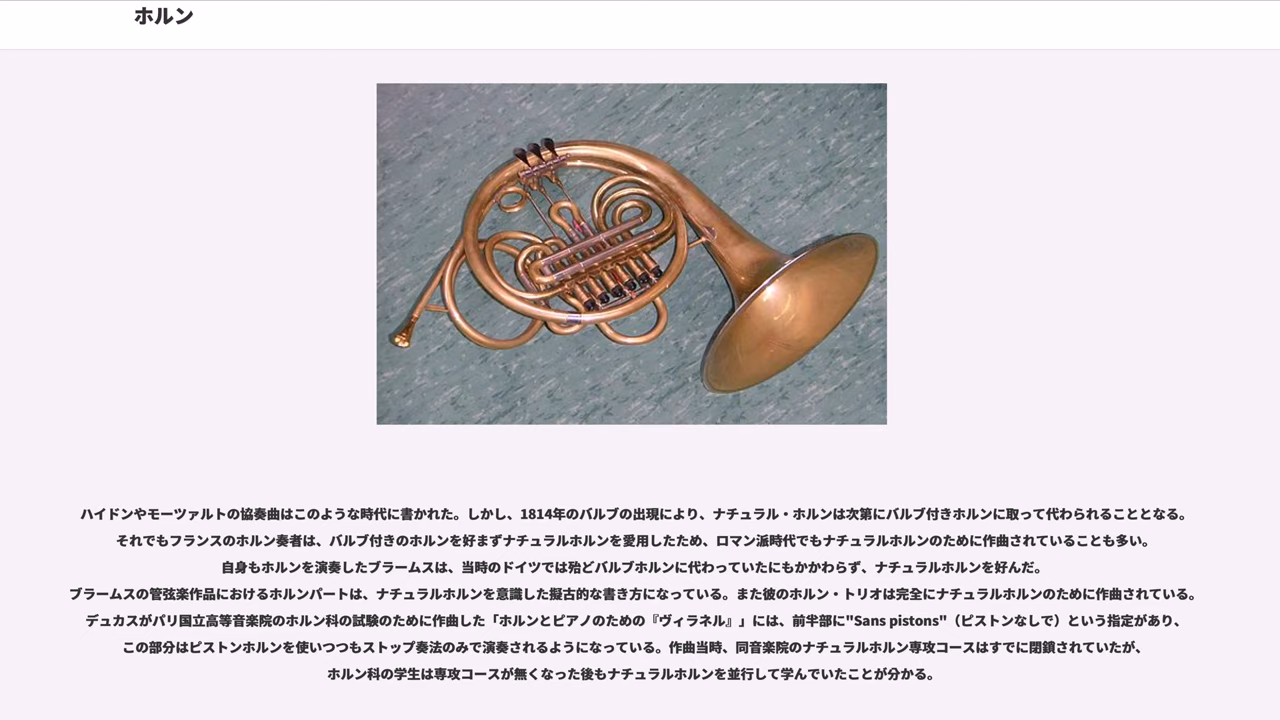 ホルン
ハイドンやモーツァルトの協奏曲はこのような時代に書かれた。しかし、1814年のバルブの出現により、ナチュラル・ホルンは次第にバルブ付きホルンに取って代わられることとなる。
それでもフランスのホルン奏者は、バルブ付きのホルンを好まずナチュラルホルンを愛用したため、ロマン派時代でもナチュラルホルンのために作曲されていることも多い。
自身もホルンを演奏したブラームスは、当時のドイツでは殆どバルブホルンに代わっていたにもかかわらず、ナチュラルホルンを好んだ。
ブラームスの管弦楽作品におけるホルンパートは、ナチュラルホルンを意識した擬古的な書き方になっている。また彼のホルン・トリオは完全にナチュラルホルンのために作曲されている。
デュカスがパリ国立高等音楽院のホルン科の試験のために作曲した「ホルンとピアノのための『ヴィラネル』」には、前半部に"Sans pistons"（ピストンなしで）という指定があり、
この部分はピストンホルンを使いつつもストップ奏法のみで演奏されるようになっている。作曲当時、同音楽院のナチュラルホルン専攻コースはすでに閉鎖されていたが、
ホルン科の学生は専攻コースが無くなった後もナチュラルホルンを並行して学んでいたことが分かる。